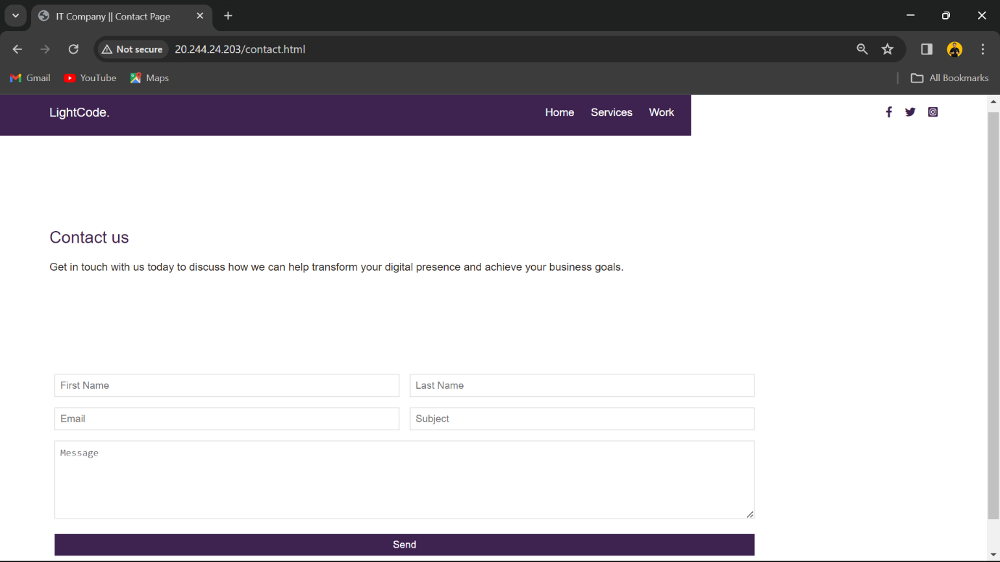 IT Company || Contact Page
Not secure 20.244.24.203/contact.html
Gmail YouTube Maps All Bookmarks
LightCode. Home Services Work
Contact us
Get in touch with us today to discuss how we can help transform your digital presence and achieve your business goals.
First Name Last Name
Email Subject
Message
Send